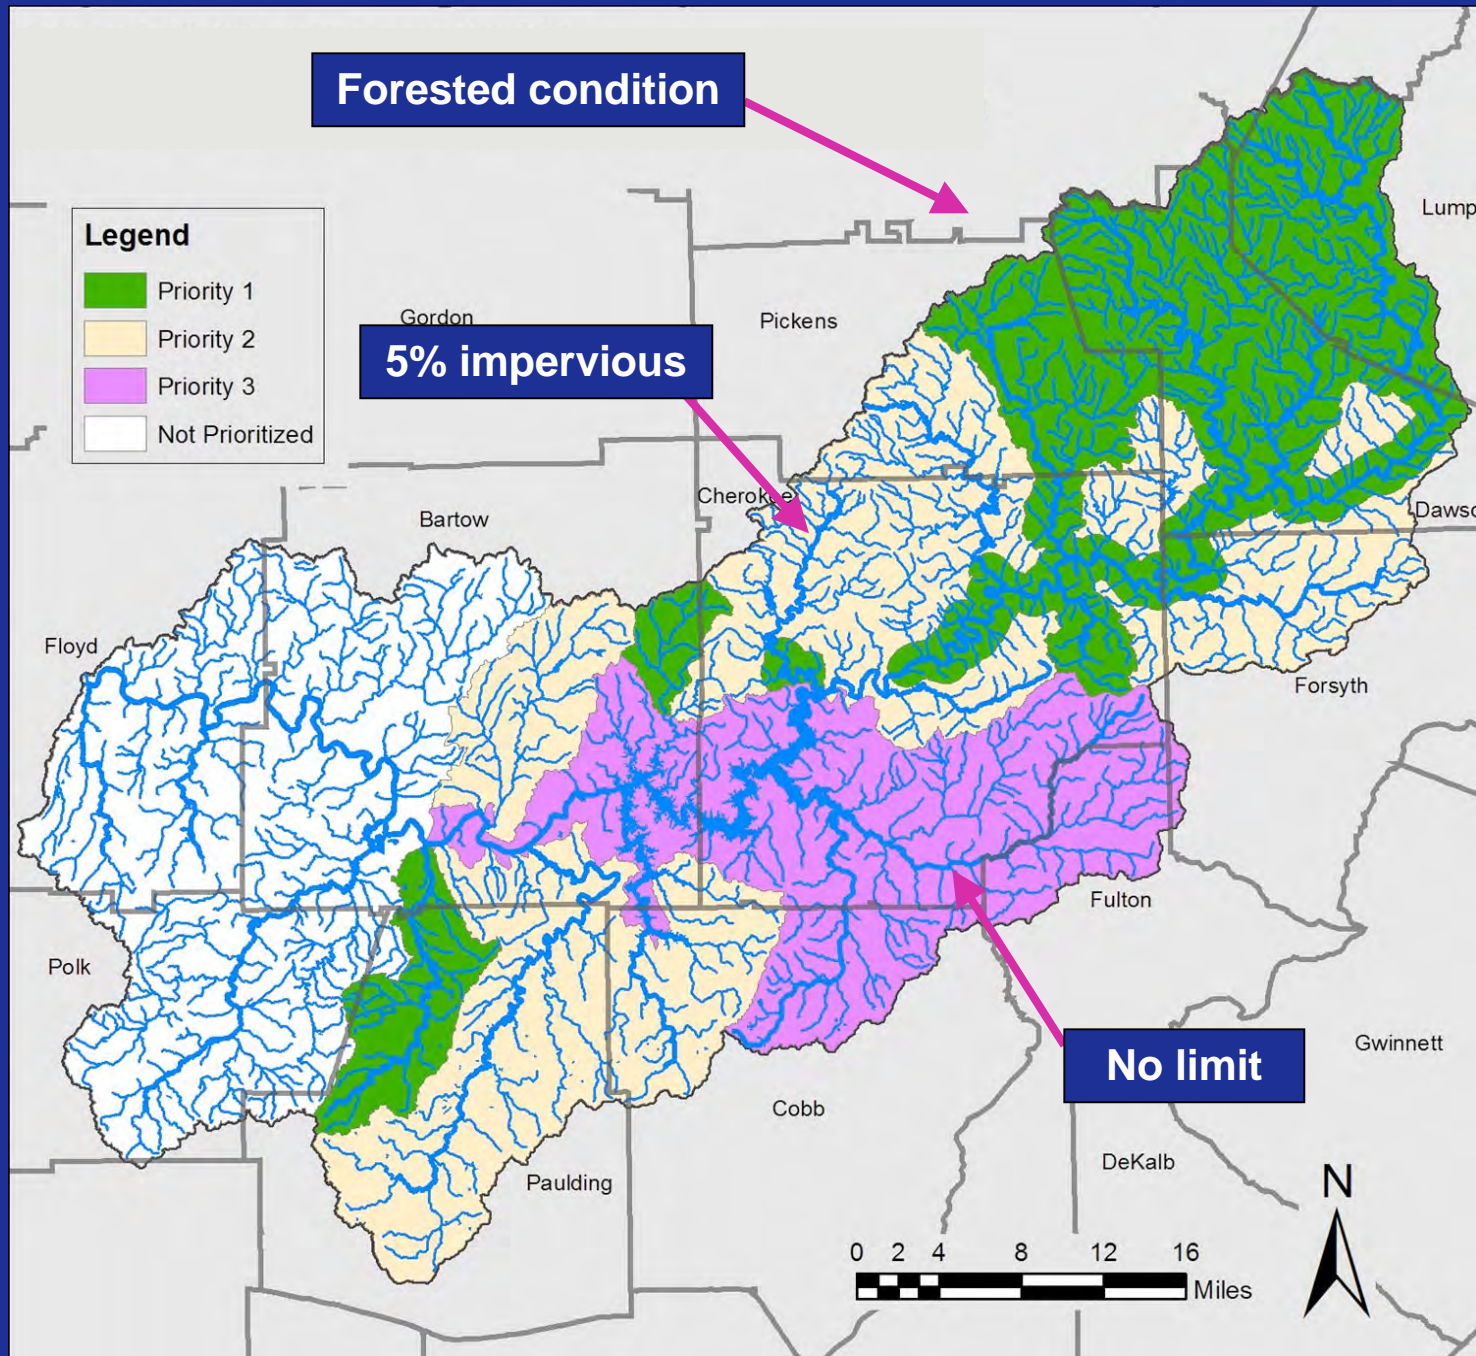 Forested condition
Lump
Legend
Priority 1
Priority 2
Priority 3
Not Prioritized
Gordon
Pickens
5% impervious
Cherokee
Bartow
Dawso
Floyd
Forsyth
Fulton
Polk
No limit
Gwinnett
Cobb
DeKalb
Paulding
N
0 2 4 8 12 16
Miles